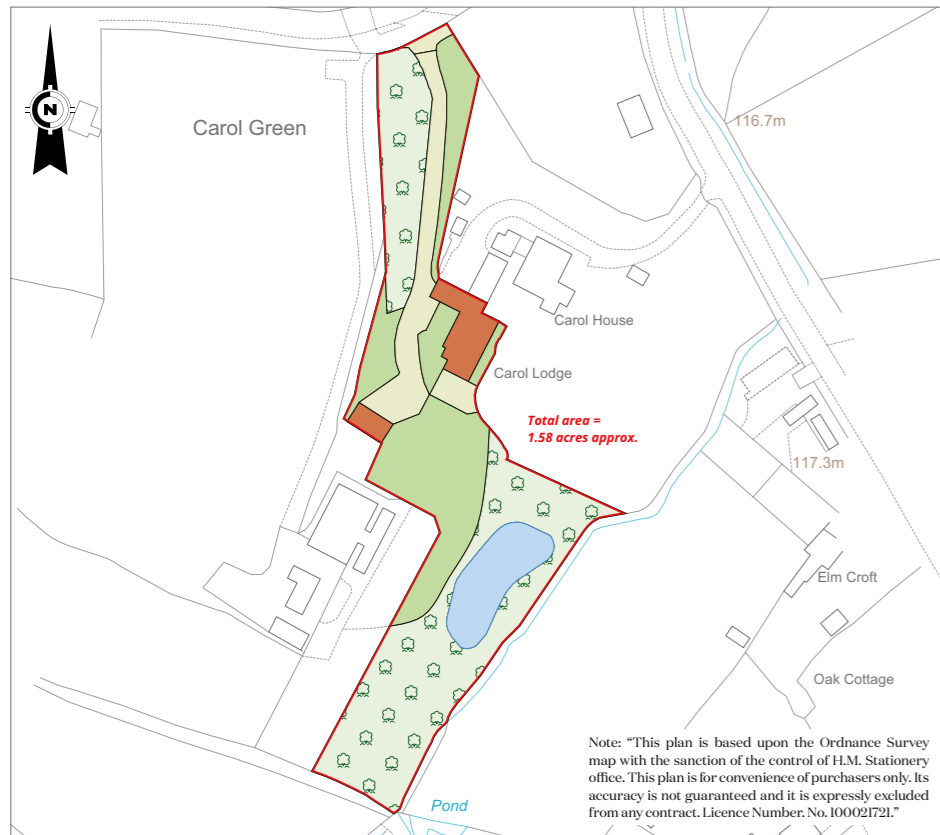 N
Carol Green
116.7m
Carol House
Carol Lodge
Total area =
1.58 acres approx.
117.3m
Elm Croft
Oak Cottage
Note: “This plan is based upon the Ordnance Survey
map with the sanction of the control of H.M. Stationery
office. This plan is for convenience of purchasers only. Its
accuracy is not guaranteed and it is expressly excluded
from any contract. Licence Number. No. 100021721.”
Pond